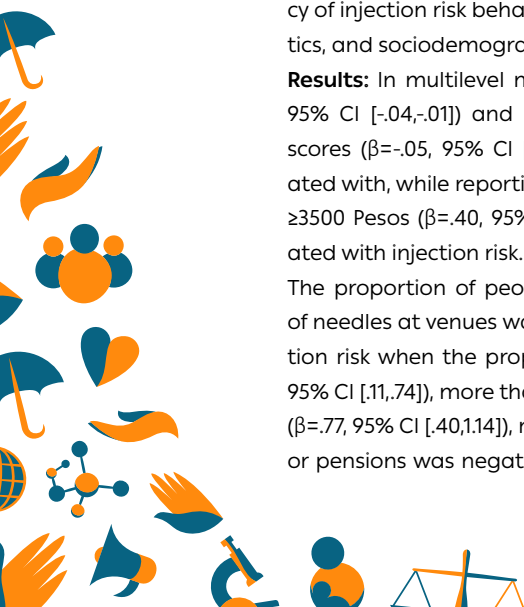 cy of injection risk beha
tics, and sociodemogra
Results: In multilevel
95% CI [-.04,-.01]) and
scores (β=-.05, 95% CI
ated with, while reporti
≥3500 Pesos (β=.40, 95%
ated with injection risk.
The proportion of peo
of needles at venues wa
tion risk when the prop
95% CI [.11,.74]), more tha
(β=.77, 95% CI [.40,1.14]),
or pensions was negat